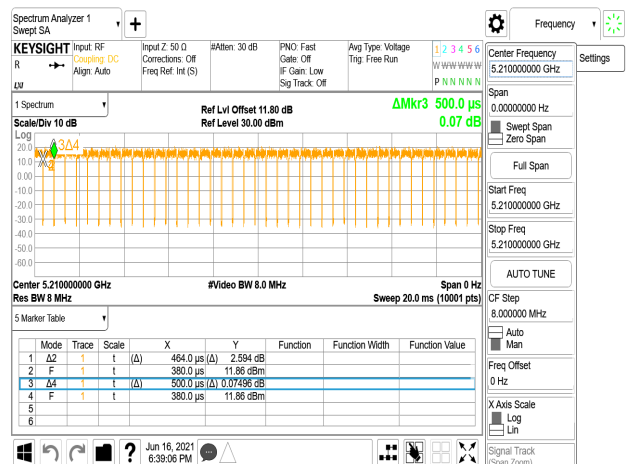 Spectrum Analyzer 1
Swept SA
Frequency
KEYSIGHT
R
Input: RF
Coupling: DC
Align: Auto
Input Z: 50 Ω
Corrections: Off
Freq Ref: Int (S)
#Atten: 30 dB
PNO: Fast
Gate: Off
IF Gain: Low
Sig Track: Off
Avg Type: Voltage
Trig: Free Run
1 2 3 4 5 6
W W W W W W
P N N N N N
1 Spectrum
Scale/Div 10 dB
Ref Lvl Offset 11.80 dB
Ref Level 30.00 dBm
ΔMkr3 500.0 µs
0.07 dB
Log
20.0
10.0
0.00
-10.0
-20.0
-30.0
-40.0
-50.0
-60.0
3Δ4
Center 5.210000000 GHz
Res BW 8 MHz
#Video BW 8.0 MHz
Span 0 Hz
Sweep 20.0 ms (10001 pts)
5 Marker Table
Mode Trace Scale X Y Function Function Width Function Value
1 Δ2 1 t (Δ) 464.0 µs (Δ) 2.594 dB
2 F 1 t 380.0 µs 11.86 dBm
3 Δ4 1 t (Δ) 500.0 µs (Δ) 0.07496 dB
4 F 1 t 380.0 µs 11.86 dBm
5
6
Jun 16, 2021
6:39:06 PM
Center Frequency
5.210000000 GHz
Settings
Span
0.00000000 Hz
Swept Span
Zero Span
Full Span
Start Freq
5.210000000 GHz
Stop Freq
5.210000000 GHz
AUTO TUNE
CF Step
8.000000 MHz
Auto
Man
Freq Offset
0 Hz
X Axis Scale
Log
Lin
Signal Track
(Span Zoom)